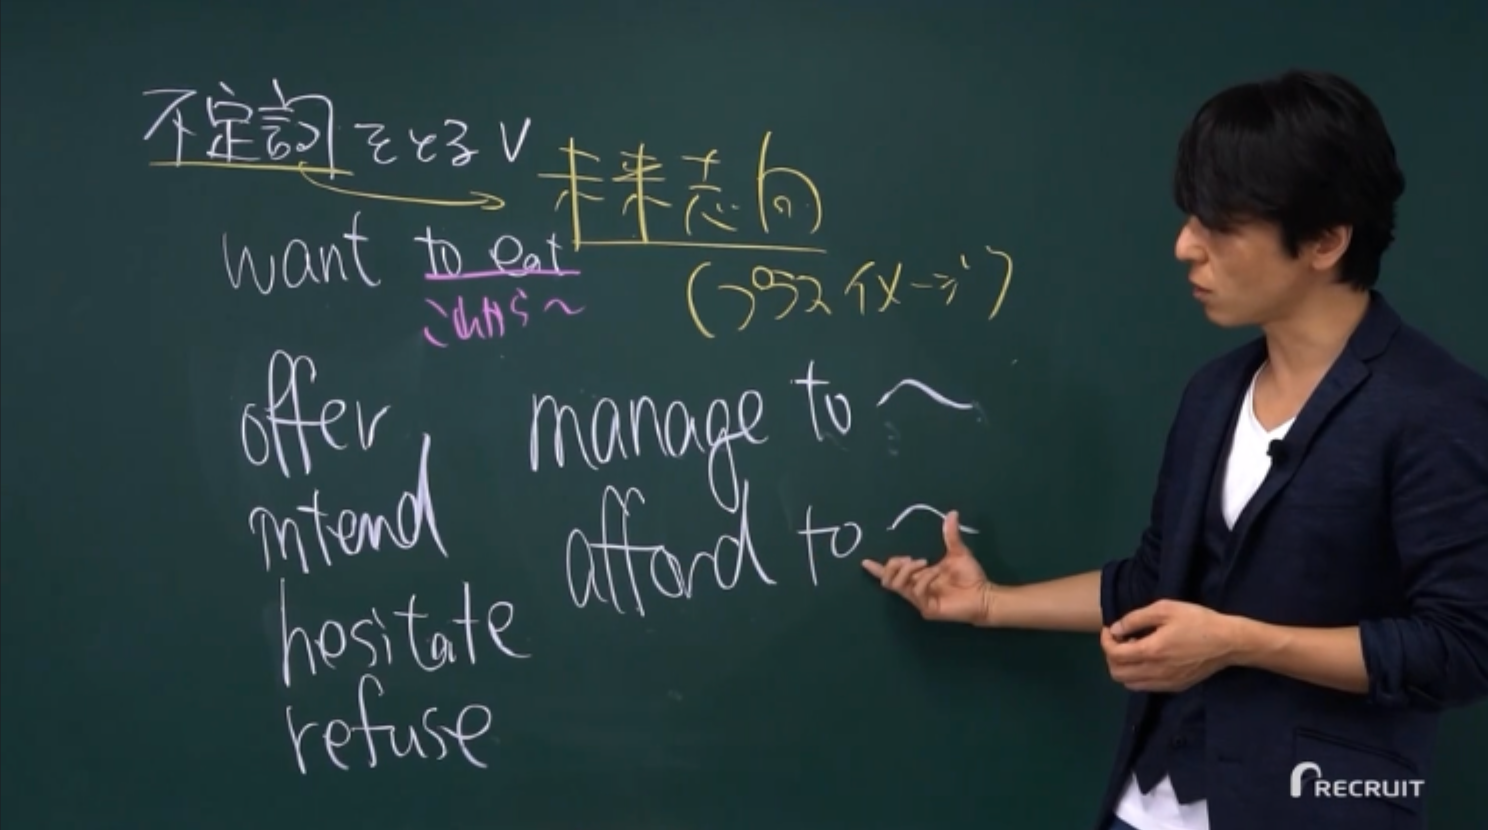 不定詞をとるV
未来志向
want to eat
これから〜
(プラスイメージ)
offer
intend
hesitate
refuse
manage to 〜
afford to 〜
RECRUIT